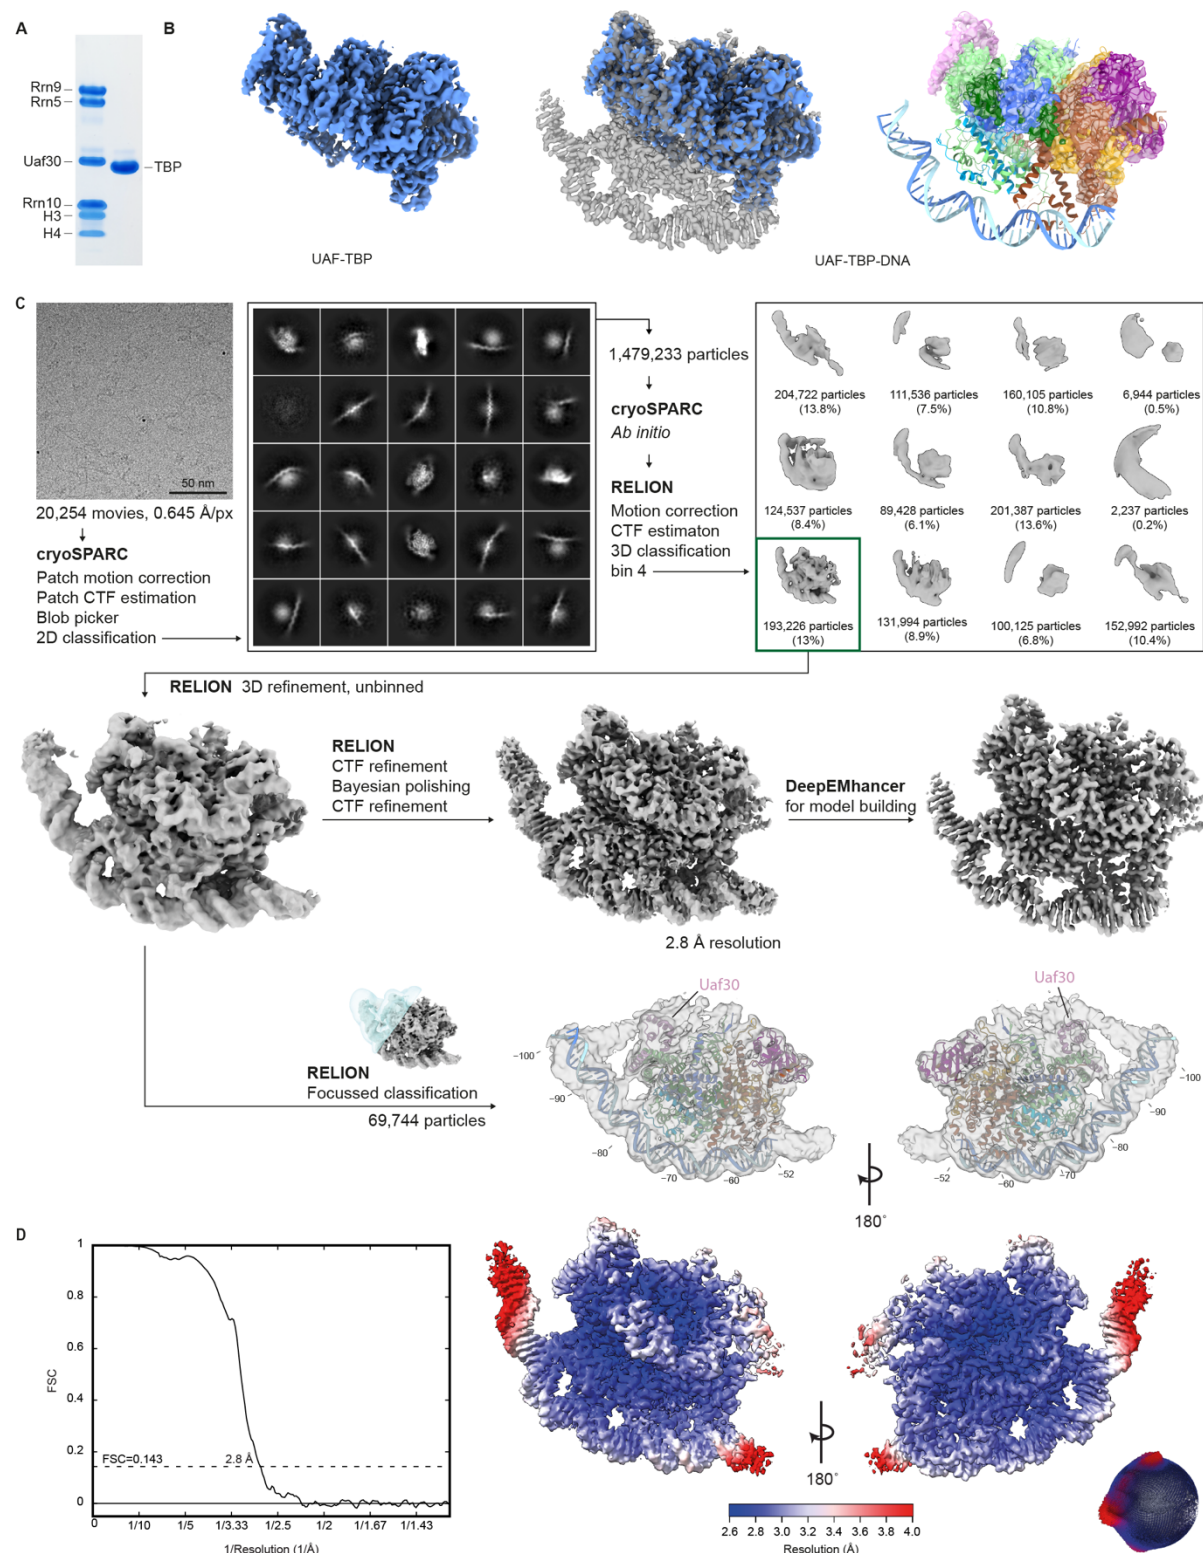 A
B
Rrn9
Rrn5
Uaf30
TBP
Rrn10
H3
H4
UAF-TBP
UAF-TBP-DNA
C
50 nm
20,254 movies, 0.645 Å/px
cryoSPARC
Patch motion correction
Patch CTF estimation
Blob picker
2D classification
1,479,233 particles
cryoSPARC
Ab initio
RELION
Motion correction
CTF estimaton
3D classification
bin 4
204,722 particles
(13.8%)
111,536 particles
(7.5%)
160,105 particles
(10.8%)
6,944 particles
(0.5%)
124,537 particles
(8.4%)
89,428 particles
(6.1%)
201,387 particles
(13.6%)
2,237 particles
(0.2%)
193,226 particles
(13%)
131,994 particles
(8.9%)
100,125 particles
(6.8%)
152,992 particles
(10.4%)
RELION 3D refinement, unbinned
RELION
CTF refinement
Bayesian polishing
CTF refinement
DeepEMhancer
for model building
2.8 Å resolution
RELION
Focussed classification
69,744 particles
Uaf30
−100
−90
−80
−70
−60
−52
Uaf30
−100
−90
−80
−70
−60
−52
180°
D
1
0.8
0.6
0.4
0.2
0
FSC
FSC=0.143
2.8 Å
0
1/10
1/5
1/3.33
1/2.5
1/2
1/1.67
1/1.43
1/Resolution (1/Å)
180°
2.6 2.8 3.0 3.2 3.4 3.6 3.8 4.0
Resolution (Å)